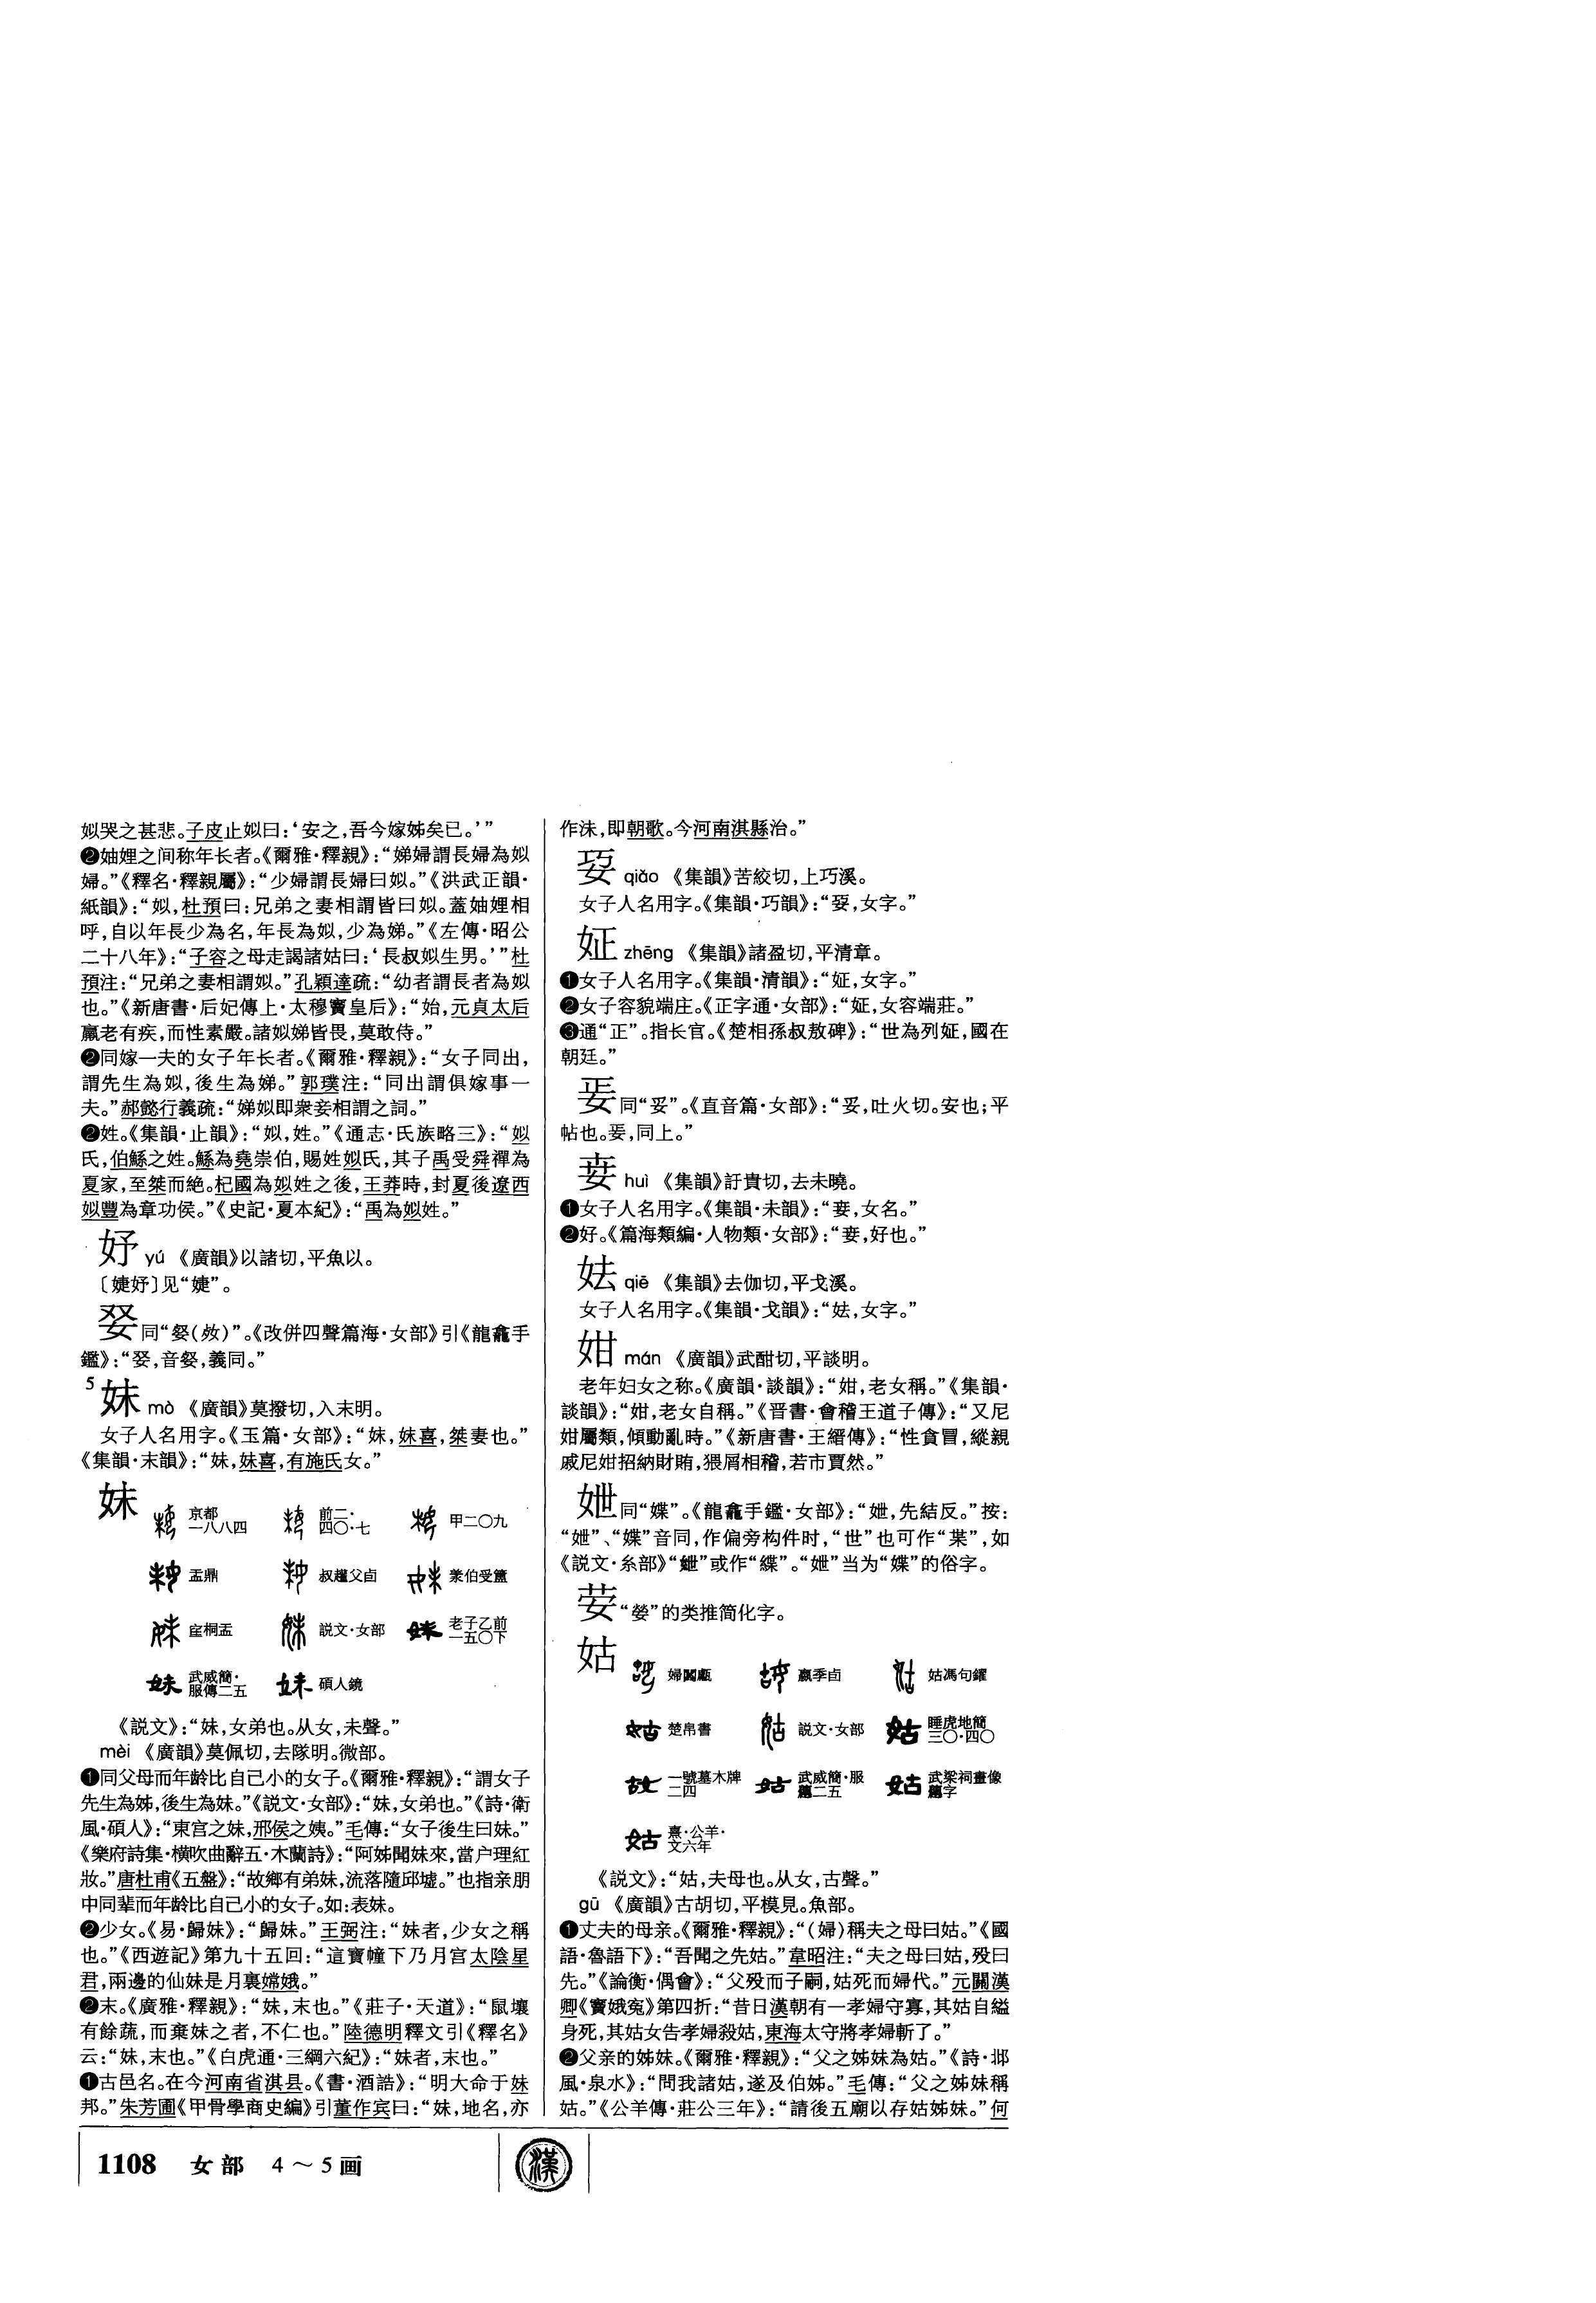 姒哭之甚悲。子皮止姒曰：‘安之，吾今嫁姊矣已。’”
❷妯娌之间称年长者。《爾雅·釋親》：“娣婦謂長婦為姒
婦。”《釋名·釋親屬》：“少婦謂長婦曰姒。”《洪武正韻·
紙韻》：“姒，杜預曰：兄弟之妻相謂皆曰姒。蓋妯娌相
呼，自以年長少為名，年長為姒，少為娣。”《左傳·昭公
二十八年》：“子容之母走謁諸姑曰：‘長叔姒生男。’”杜
預注：“兄弟之妻相謂姒。”孔穎達疏：“幼者謂長者為姒
也。”《新唐書·后妃傳上·太穆竇皇后》：“始，元貞太后
羸老有疾，而性素嚴。諸姒娣皆畏，莫敢侍。”
❷同嫁一夫的女子年长者。《爾雅·釋親》：“女子同出，
謂先生為姒，後生為娣。”郭璞注：“同出謂俱嫁事一
夫。”郝懿行義疏：“娣姒即衆妾相謂之詞。”
❷姓。《集韻·止韻》：“姒，姓。”《通志·氏族略三》：“姒
氏，伯鯀之姓。鯀為堯崇伯，賜姓姒氏，其子禹受舜禪為
夏家，至桀而絶。杞國為姒姓之後，王莽時，封夏後遼西
姒豐為章功侯。”《史記·夏本紀》：“禹為姒姓。”
妤 yú 《廣韻》以諸切，平魚以。
〔婕妤〕见“婕”。
同“㛐(奿)”。《改併四聲篇海·女部》引《龍龕手
鑑》：“音，義同。”
5 妺 mò 《廣韻》莫撥切，入末明。
女子人名用字。《玉篇·女部》：“妺，妺喜，桀妻也。”
《集韻·末韻》：“妺，妺喜，有施氏女。”
妹 京都一八八四 前二·四〇·七 甲二〇九
盂鼎 叔䟒父卣 彔伯受簠
𡧛桐盂 説文·女部 老子乙前一五〇下
武威簡·服傳二五 碩人鏡
《説文》：“妹，女弟也。从女，未聲。”
mèi 《廣韻》莫佩切，去隊明。微部。
❶同父母而年龄比自己小的女子。《爾雅·釋親》：“謂女子
先生為姊，後生為妹。”《説文·女部》：“妹，女弟也。”《詩·衛
風·碩人》：“東宫之妹，邢侯之姨。”毛傳：“女子後生曰妹。”
《樂府詩集·横吹曲辭五·木蘭詩》：“阿姊聞妹來，當户理紅
妝。”唐杜甫《五盤》：“故鄉有弟妹，流落隨邱墟。”也指亲朋
中同辈而年龄比自己小的女子。如：表妹。
❷少女。《易·歸妹》：“歸妹。”王弼注：“妹者，少女之稱
也。”《西遊記》第九十五回：“這寶幢下乃月宫太陰星
君，兩邊的仙妹是月裏嫦娥。”
❷末。《廣雅·釋親》：“妹，末也。”《莊子·天道》：“鼠壤
有餘蔬，而棄妹之者，不仁也。”陸德明釋文引《釋名》
云：“妹，末也。”《白虎通·三綱六紀》：“妹者，末也。”
❶古邑名。在今河南省淇县。《書·酒誥》：“明大命于妹
邦。”朱芳圃《甲骨學商史編》引董作宾曰：“妹，地名，亦
作沬，即朝歌。今河南淇縣治。”
qiǎo 《集韻》苦絞切，上巧溪。
女子人名用字。《集韻·巧韻》：“女字。”
姃 zhēng 《集韻》諸盈切，平清章。
❶女子人名用字。《集韻·清韻》：“姃，女字。”
❷女子容貌端庄。《正字通·女部》：“姃，女容端莊。”
❸通“正”。指长官。《楚相孫叔敖碑》：“世為列姃，國在
朝廷。”
同“妥”。《直音篇·女部》：“妥，吐火切。安也；平
帖也。同上。”
huì 《集韻》訏貴切，去未曉。
❶女子人名用字。《集韻·未韻》：“女名。”
❷好。《篇海類編·人物類·女部》：“好也。”
㚢 qiē 《集韻》去伽切，平戈溪。
女子人名用字。《集韻·戈韻》：“女字。”
姏 mán 《廣韻》武酣切，平談明。
老年妇女之称。《廣韻·談韻》：“姏，老女稱。”《集韻·
談韻》：“姏，老女自稱。”《晋書·會稽王道子傳》：“又尼
姏屬類，傾動亂時。”《新唐書·王縉傳》：“性貪冒，縱親
戚尼姏招納財賄，猥屑相稽，若市賈然。”
同“媟”。《龍龕手鑑·女部》：“先結反。”按：
“媟”音同，作偏旁构件时，“世”也可作“枼”，如
《説文·糸部》“紲”或作“緤”。当为“媟”的俗字。
“嫈”的类推简化字。
姑 婦闖甗 嬴季卣 姑馮句鑃
楚帛書 説文·女部 睡虎地簡三〇·四〇
一號墓木牌二四 武威簡·服傳二五 武梁祠畫像題字
熹·公羊·文六年
《説文》：“姑，夫母也。从女，古聲。”
gū 《廣韻》古胡切，平模見。魚部。
❶丈夫的母亲。《爾雅·釋親》：“(婦)稱夫之母曰姑。”《國
語·魯語下》：“吾聞之先姑。”韋昭注：“夫之母曰姑，殁曰
先。”《論衡·偶會》：“父殁而子嗣，姑死而婦代。”元關漢
卿《竇娥寃》第四折：“昔日漢朝有一孝婦守寡，其姑自縊
身死，其姑女告孝婦殺姑，東海太守將孝婦斬了。”
❷父亲的姊妹。《爾雅·釋親》：“父之姊妹為姑。”《詩·邶
風·泉水》：“問我諸姑，遂及伯姊。”毛傳：“父之姊妹稱
姑。”《公羊傳·莊公三年》：“請後五廟以存姑姊妹。”何
1108 女部 4～5画
漢